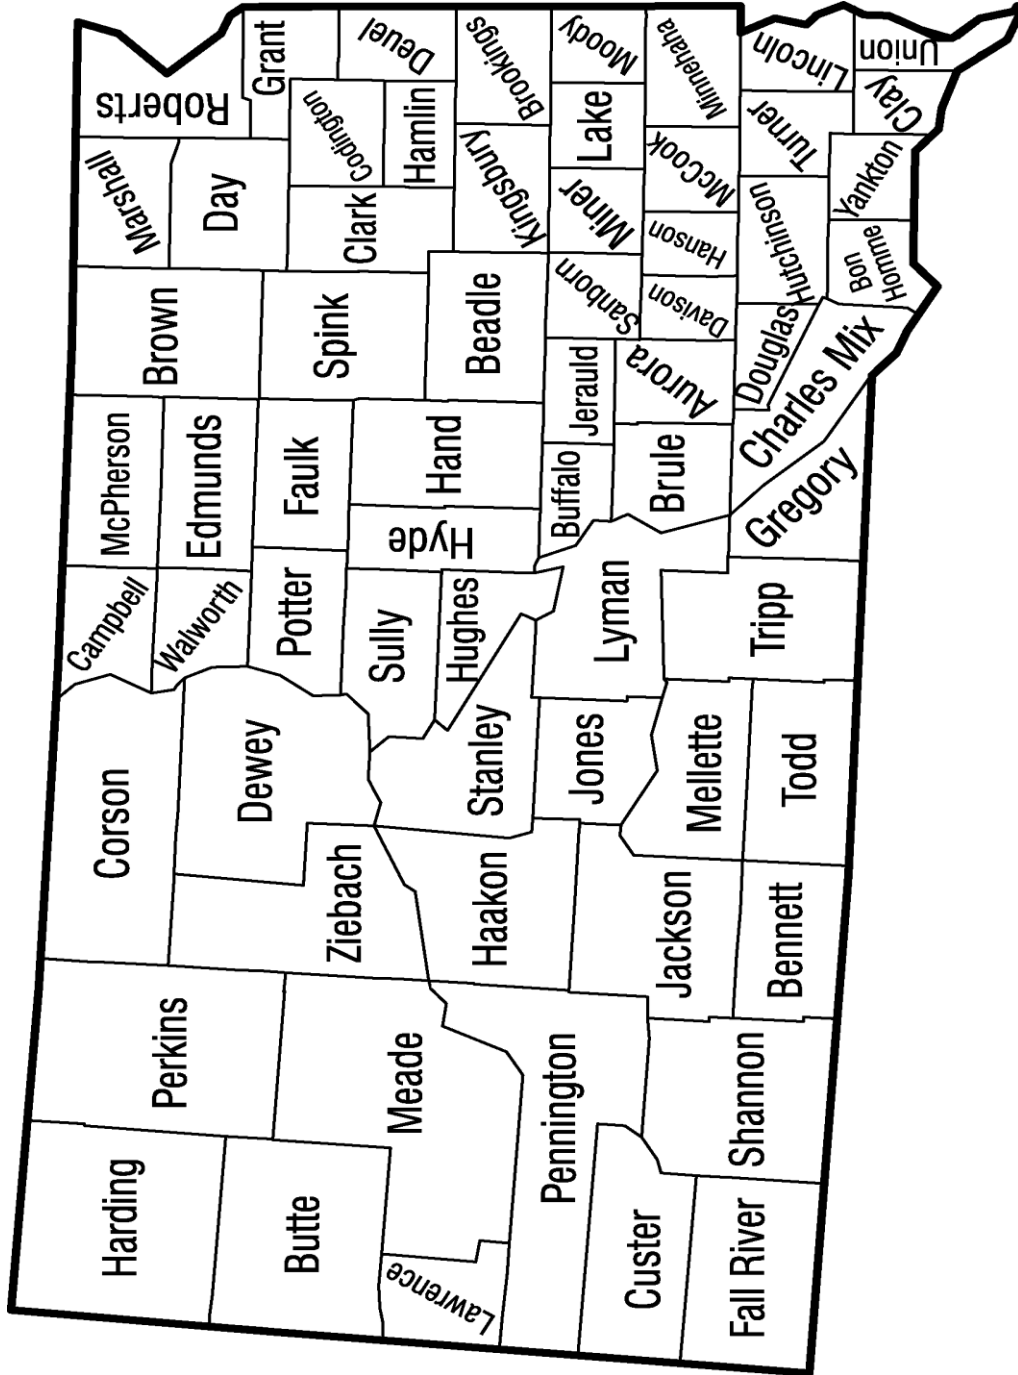 Harding
Perkins
Corson
Campbell
McPherson
Brown
Marshall
Roberts
Walworth
Edmunds
Day
Grant
Butte
Dewey
Potter
Faulk
Spink
Codington
Deuel
Meade
Ziebach
Sully
Hyde
Hand
Clark
Hamlin
Lawrence
Haakon
Stanley
Hughes
Beadle
Kingsbury
Brookings
Pennington
Jones
Lyman
Buffalo
Jerauld
Sanborn
Miner
Lake
Moody
Custer
Jackson
Mellette
Brule
Aurora
Davison
Hanson
McCook
Minnehaha
Fall River
Shannon
Bennett
Todd
Tripp
Gregory
Charles Mix
Douglas
Hutchinson
Turner
Lincoln
Bon
Homme
Yankton
Clay
Union